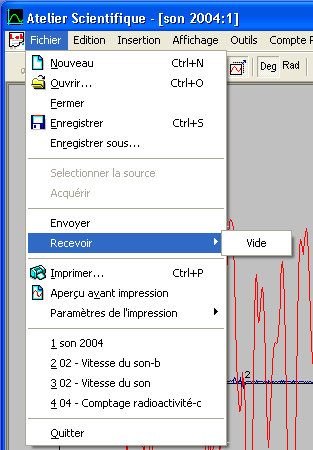 Atelier Scientifique - [son 2004:1]
Fichier Edition Insertion Affichage Outils Compte
Deg Rad
Nouveau Ctrl+N
Ouvrir... Ctrl+O
Fermer
Enregistrer Ctrl+S
Enregistrer sous...
Selectionner la source
Acquérir
Envoyer
Recevoir
Vide
Imprimer... Ctrl+P
Aperçu avant impression
Paramètres de l'impression
1 son 2004
2 02 - Vitesse du son-b
3 02 - Vitesse du son
4 04 - Comptage radioactivité-c
Quitter
2